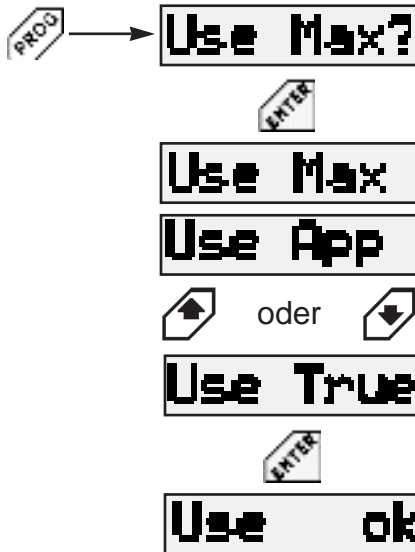 PROG Use Max?
ENTER
Use Max
Use App
oder
Use True
ENTER
Use ok